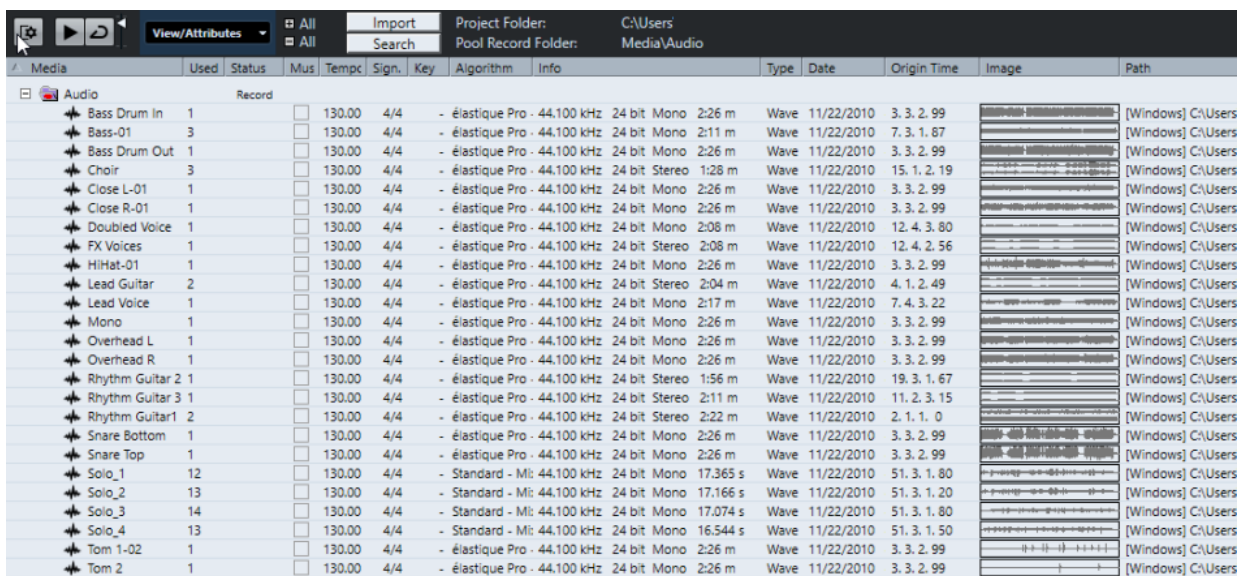 View/Attributes All Import Project Folder: C:\Users
All Search Pool Record Folder: Media\Audio
Media Used Status Mus Tempc Sign. Key Algorithm Info Type Date Origin Time Image Path
Audio Record
Bass Drum In 1 130.00 4/4 - élastique Pro - 44.100 kHz 24 bit Mono 2:26 m Wave 11/22/2010 3. 3. 2. 99 [Windows] C:\Users
Bass-01 3 130.00 4/4 - élastique Pro - 44.100 kHz 24 bit Mono 2:11 m Wave 11/22/2010 7. 3. 1. 87 [Windows] C:\Users
Bass Drum Out 1 130.00 4/4 - élastique Pro - 44.100 kHz 24 bit Mono 2:26 m Wave 11/22/2010 3. 3. 2. 99 [Windows] C:\Users
Choir 3 130.00 4/4 - élastique Pro - 44.100 kHz 24 bit Stereo 1:28 m Wave 11/22/2010 15. 1. 2. 19 [Windows] C:\Users
Close L-01 1 130.00 4/4 - élastique Pro - 44.100 kHz 24 bit Mono 2:26 m Wave 11/22/2010 3. 3. 2. 99 [Windows] C:\Users
Close R-01 1 130.00 4/4 - élastique Pro - 44.100 kHz 24 bit Mono 2:26 m Wave 11/22/2010 3. 3. 2. 99 [Windows] C:\Users
Doubled Voice 1 130.00 4/4 - élastique Pro - 44.100 kHz 24 bit Mono 2:08 m Wave 11/22/2010 12. 4. 3. 80 [Windows] C:\Users
FX Voices 1 130.00 4/4 - élastique Pro - 44.100 kHz 24 bit Stereo 2:08 m Wave 11/22/2010 12. 4. 2. 56 [Windows] C:\Users
HiHat-01 1 130.00 4/4 - élastique Pro - 44.100 kHz 24 bit Mono 2:26 m Wave 11/22/2010 3. 3. 2. 99 [Windows] C:\Users
Lead Guitar 2 130.00 4/4 - élastique Pro - 44.100 kHz 24 bit Stereo 2:04 m Wave 11/22/2010 4. 1. 2. 49 [Windows] C:\Users
Lead Voice 1 130.00 4/4 - élastique Pro - 44.100 kHz 24 bit Mono 2:17 m Wave 11/22/2010 7. 4. 3. 22 [Windows] C:\Users
Mono 1 130.00 4/4 - élastique Pro - 44.100 kHz 24 bit Mono 2:26 m Wave 11/22/2010 3. 3. 2. 99 [Windows] C:\Users
Overhead L 1 130.00 4/4 - élastique Pro - 44.100 kHz 24 bit Mono 2:26 m Wave 11/22/2010 3. 3. 2. 99 [Windows] C:\Users
Overhead R 1 130.00 4/4 - élastique Pro - 44.100 kHz 24 bit Mono 2:26 m Wave 11/22/2010 3. 3. 2. 99 [Windows] C:\Users
Rhythm Guitar 2 1 130.00 4/4 - élastique Pro - 44.100 kHz 24 bit Stereo 1:56 m Wave 11/22/2010 19. 3. 1. 67 [Windows] C:\Users
Rhythm Guitar 3 1 130.00 4/4 - élastique Pro - 44.100 kHz 24 bit Stereo 2:11 m Wave 11/22/2010 11. 2. 3. 15 [Windows] C:\Users
Rhythm Guitar1 2 130.00 4/4 - élastique Pro - 44.100 kHz 24 bit Stereo 2:22 m Wave 11/22/2010 2. 1. 1. 0 [Windows] C:\Users
Snare Bottom 1 130.00 4/4 - élastique Pro - 44.100 kHz 24 bit Mono 2:26 m Wave 11/22/2010 3. 3. 2. 99 [Windows] C:\Users
Snare Top 1 130.00 4/4 - élastique Pro - 44.100 kHz 24 bit Mono 2:26 m Wave 11/22/2010 3. 3. 2. 99 [Windows] C:\Users
Solo_1 12 130.00 4/4 - Standard - Mi: 44.100 kHz 24 bit Mono 17.365 s Wave 11/22/2010 51. 3. 1. 80 [Windows] C:\Users
Solo_2 13 130.00 4/4 - Standard - Mi: 44.100 kHz 24 bit Mono 17.166 s Wave 11/22/2010 51. 3. 1. 20 [Windows] C:\Users
Solo_3 14 130.00 4/4 - Standard - Mi: 44.100 kHz 24 bit Mono 17.074 s Wave 11/22/2010 51. 3. 1. 80 [Windows] C:\Users
Solo_4 13 130.00 4/4 - Standard - Mi: 44.100 kHz 24 bit Mono 16.544 s Wave 11/22/2010 51. 3. 1. 50 [Windows] C:\Users
Tom 1-02 1 130.00 4/4 - élastique Pro - 44.100 kHz 24 bit Mono 2:26 m Wave 11/22/2010 3. 3. 2. 99 [Windows] C:\Users
Tom 2 1 130.00 4/4 - élastique Pro - 44.100 kHz 24 bit Mono 2:26 m Wave 11/22/2010 3. 3. 2. 99 [Windows] C:\Users